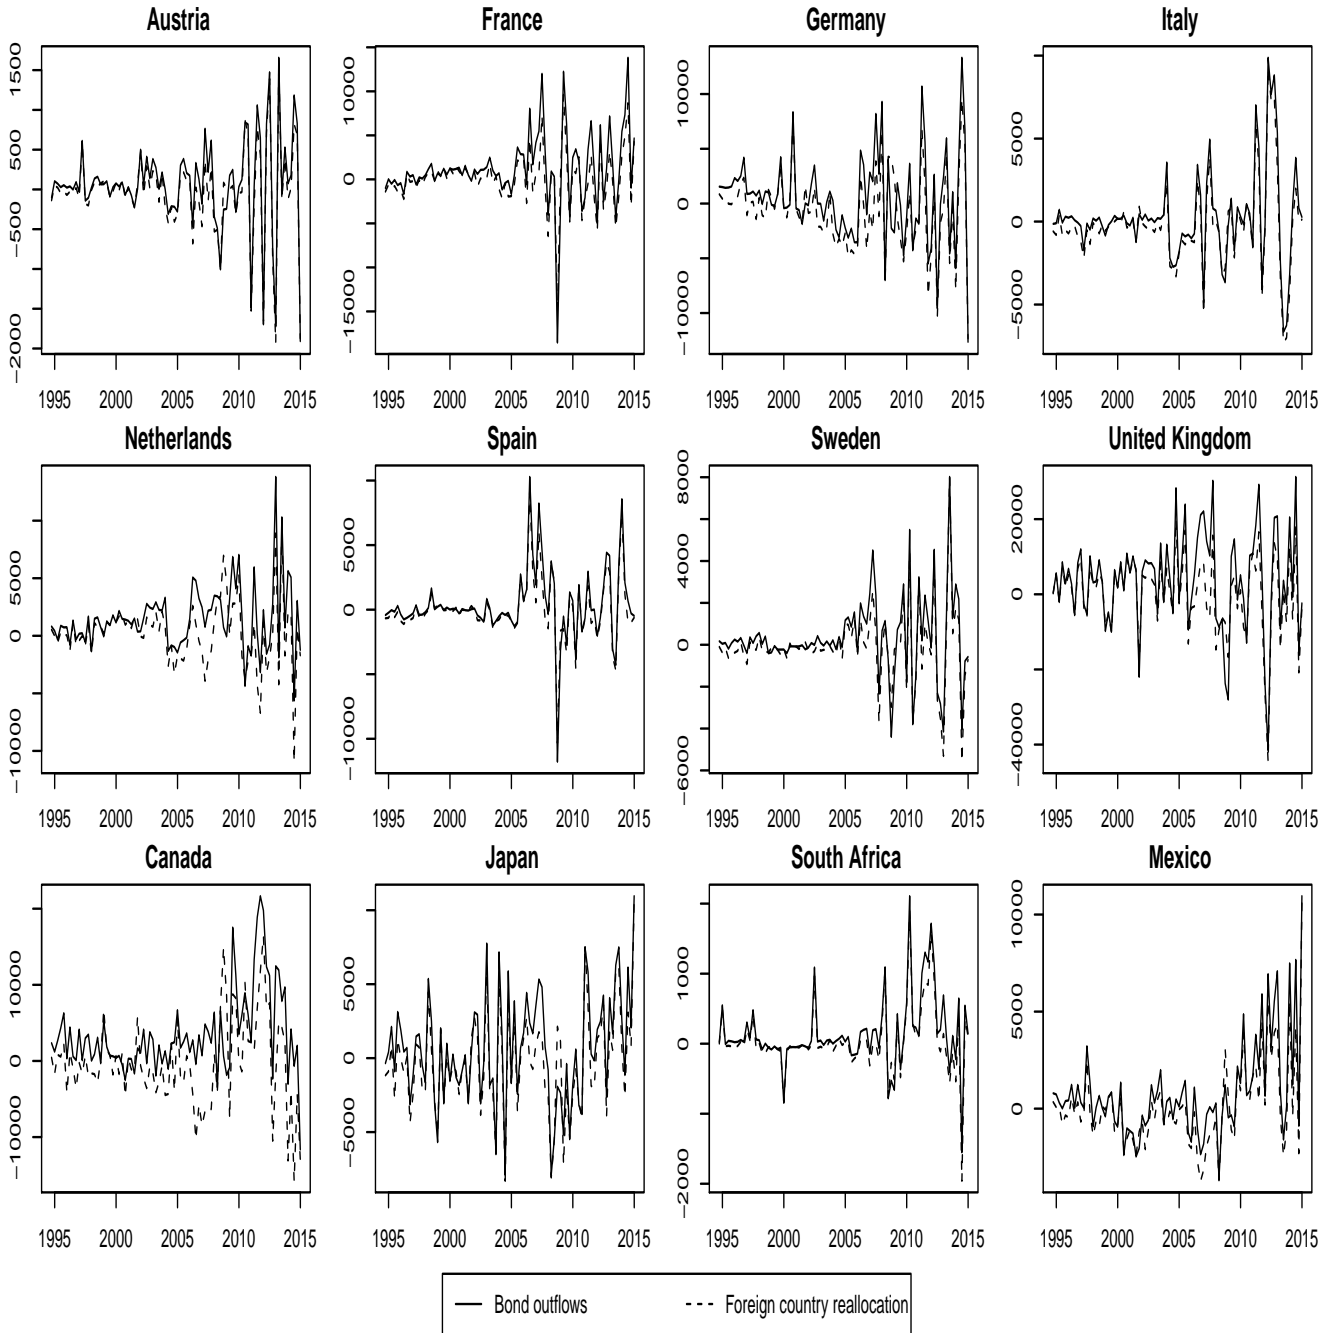 Austria
France
Germany
Italy
1500
500
−500
−2000
1995 2000 2005 2010 2015
10000
0
−15000
1995 2000 2005 2010 2015
10000
0
−10000
1995 2000 2005 2010 2015
5000
0
−5000
1995 2000 2005 2010 2015
Netherlands
Spain
Sweden
United Kingdom
5000
0
−10000
1995 2000 2005 2010 2015
5000
0
−10000
1995 2000 2005 2010 2015
8000
4000
0
−6000
1995 2000 2005 2010 2015
20000
0
−40000
1995 2000 2005 2010 2015
Canada
Japan
South Africa
Mexico
10000
0
−10000
1995 2000 2005 2010 2015
5000
0
−5000
1995 2000 2005 2010 2015
1000
0
−2000
1995 2000 2005 2010 2015
10000
5000
0
1995 2000 2005 2010 2015
Bond outflows
Foreign country reallocation